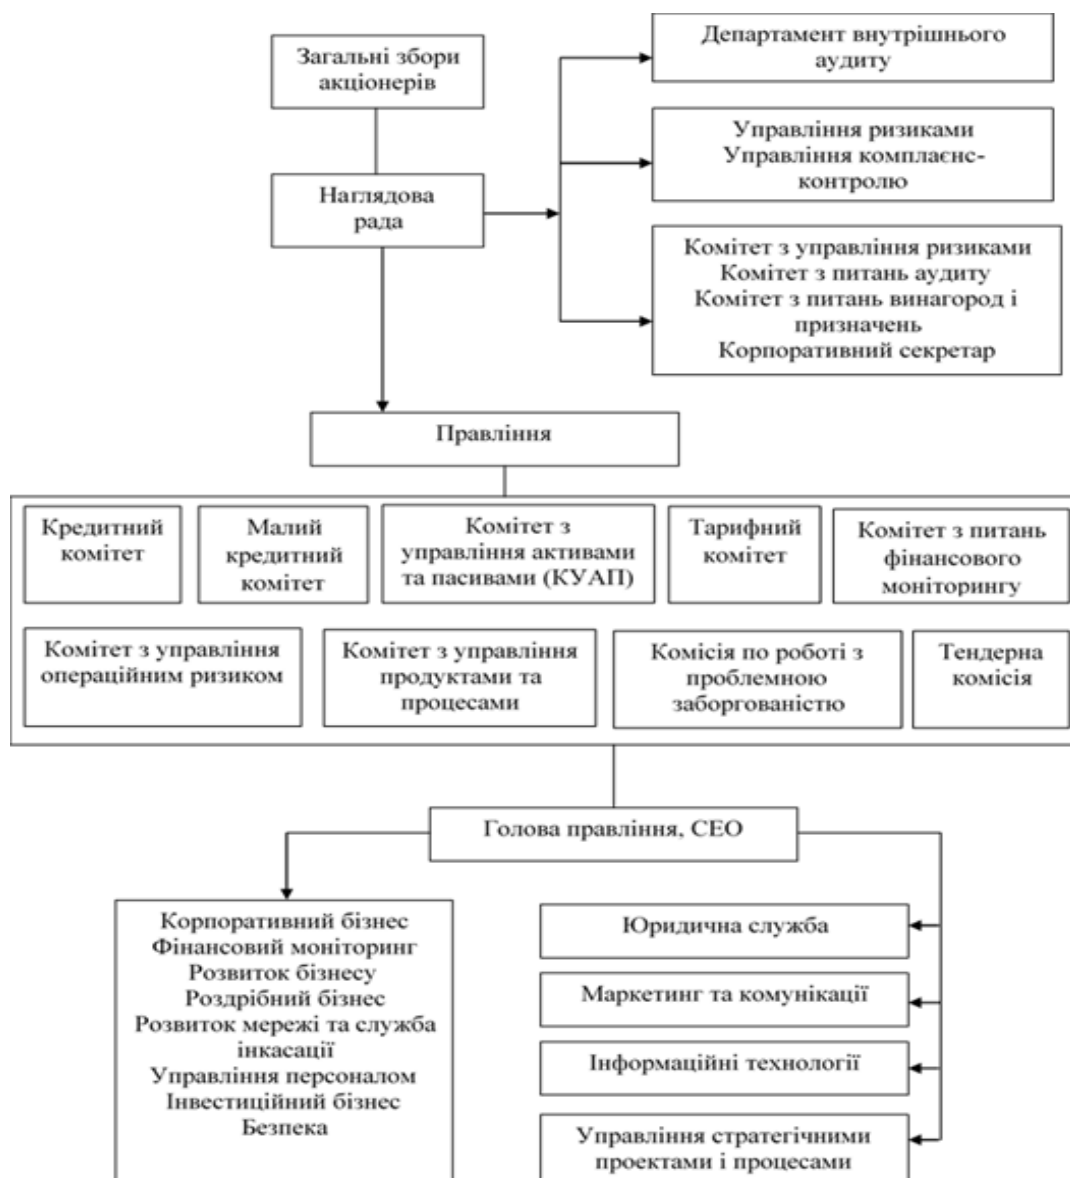 Загальні збори
акціонерів
Департамент внутрішнього
аудиту
Управління ризиками
Управління комплаєнс-
контролю
Наглядова
рада
Комітет з управління ризиками
Комітет з питань аудиту
Комітет з питань винагород і
призначень
Корпоративний секретар
Правління
Кредитний
комітет
Малий
кредитний
комітет
Комітет з
управління активами
та пасивами (КУАП)
Тарифний
комітет
Комітет з питань
фінансового
моніторингу
Комітет з управління
операційним ризиком
Комітет з управління
продуктами та
процесами
Комісія по роботі з
проблемною
заборгованістю
Тендерна
комісія
Голова правління, CEO
Корпоративний бізнес
Фінансовий моніторинг
Розвиток бізнесу
Роздрібний бізнес
Розвиток мережі та служба
інкасації
Управління персоналом
Інвестиційний бізнес
Безпека
Юридична служба
Маркетинг та комунікації
Інформаційні технології
Управління стратегічними
проектами і процесами